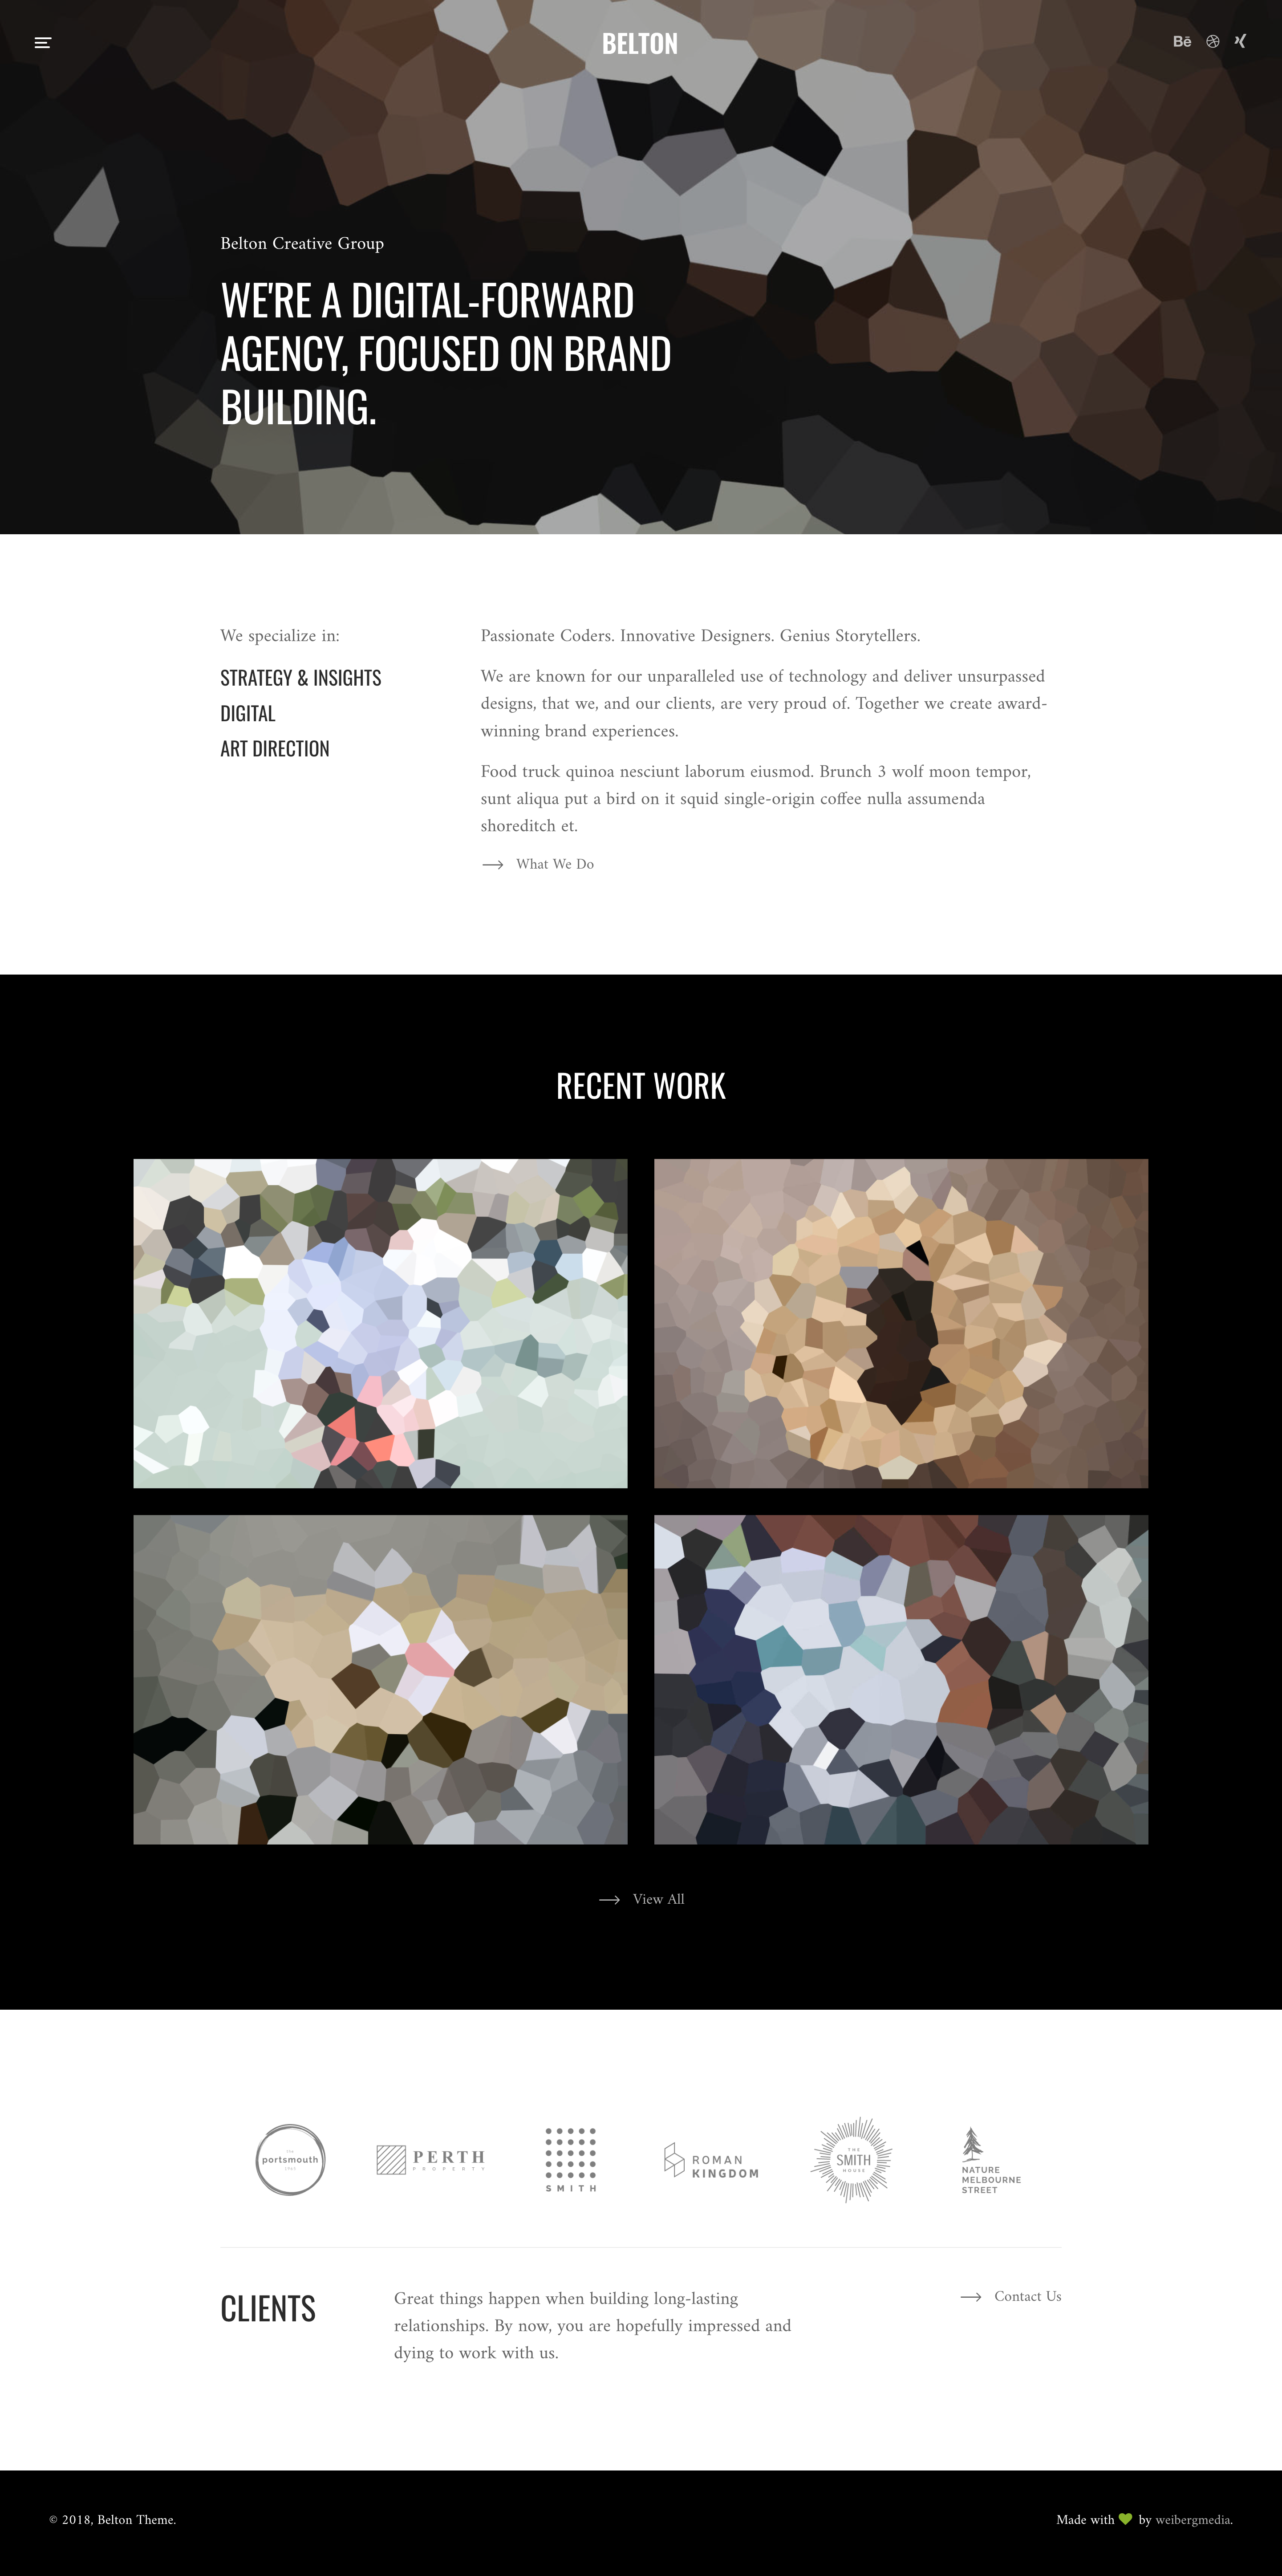 BELTON
Bē
Belton Creative Group
WE'RE A DIGITAL-FORWARD
AGENCY, FOCUSED ON BRAND
BUILDING.
We specialize in:
STRATEGY & INSIGHTS
DIGITAL
ART DIRECTION
Passionate Coders. Innovative Designers. Genius Storytellers.
We are known for our unparalleled use of technology and deliver unsurpassed
designs, that we, and our clients, are very proud of. Together we create award-
winning brand experiences.
Food truck quinoa nesciunt laborum eiusmod. Brunch 3 wolf moon tempor,
sunt aliqua put a bird on it squid single-origin coffee nulla assumenda
shoreditch et.
What We Do
RECENT WORK
View All
the
portsmouth
PERTH
PROPERTY
SMITH
ROMAN
KINGDOM
THE
SMITH
HOUSE
NATURE
MELBOURNE
STREET
CLIENTS
Great things happen when building long-lasting
relationships. By now, you are hopefully impressed and
dying to work with us.
Contact Us
© 2018, Belton Theme.
Made with 💚 by weibergmedia.